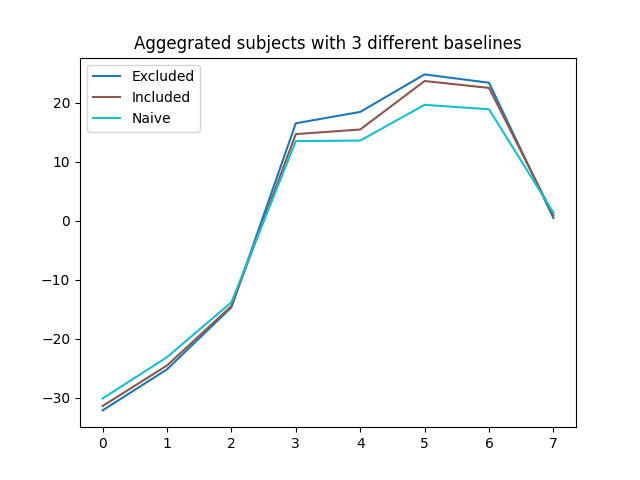 Aggegrated subjects with 3 different baselines
Excluded
Included
Naive
20
10
0
−10
−20
−30
0 1 2 3 4 5 6 7